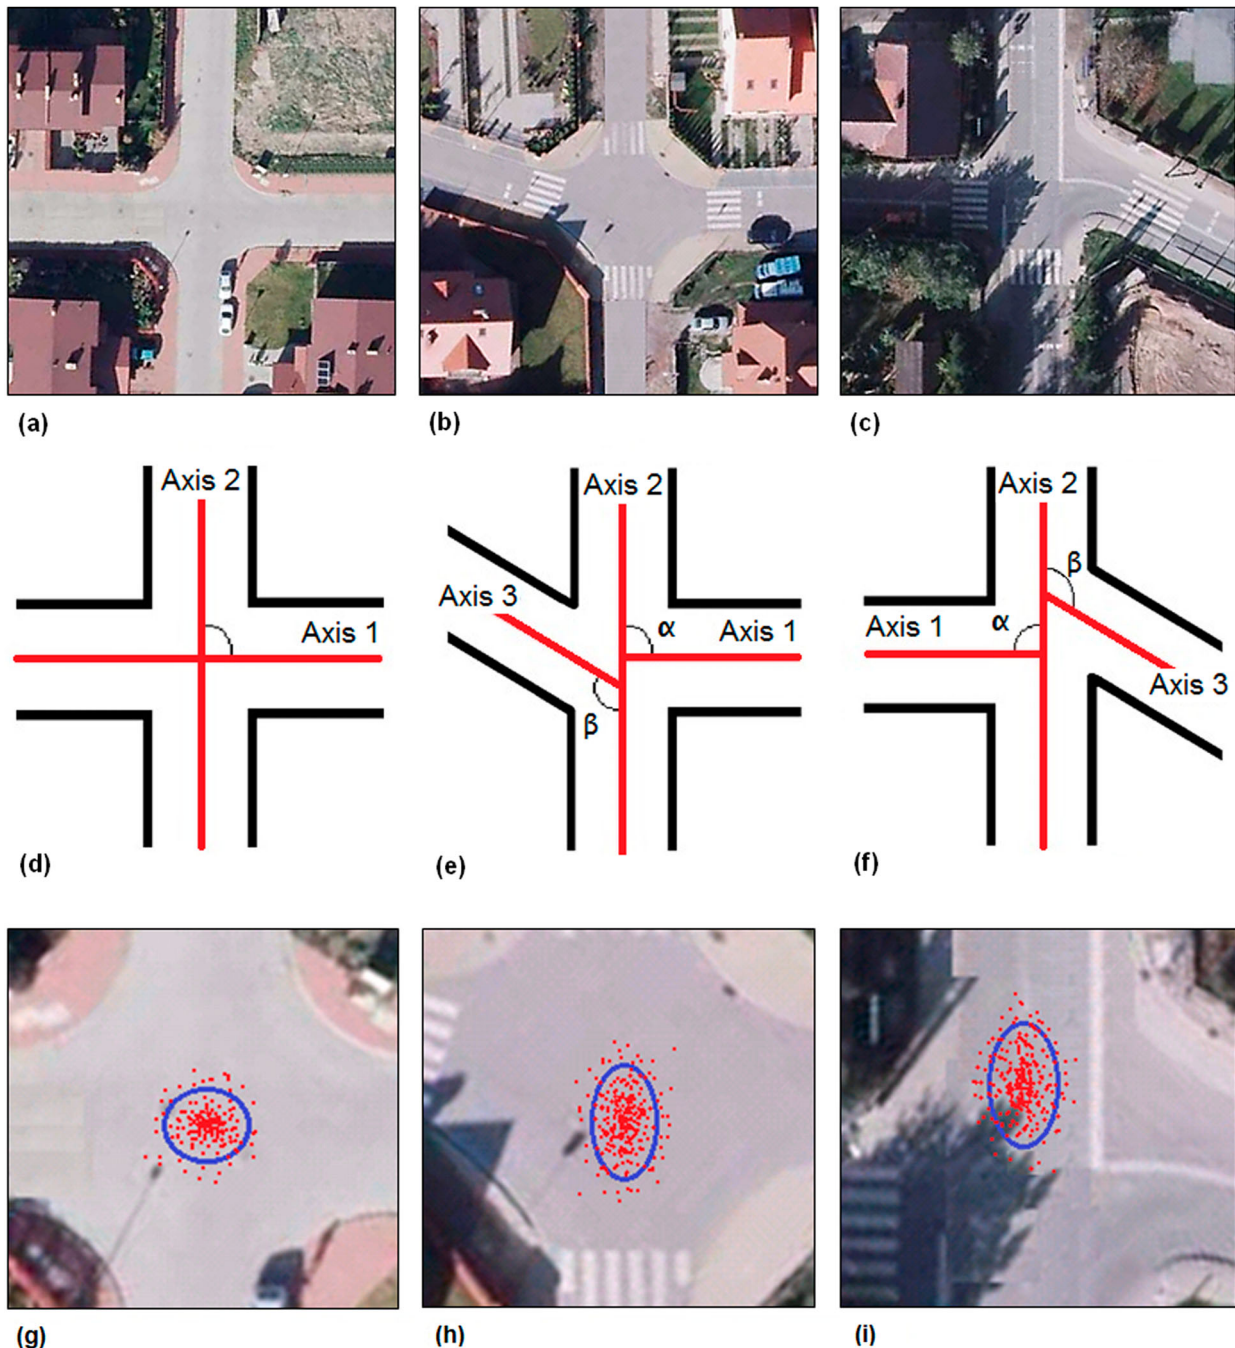 (a)
(b)
(c)
Axis 2
Axis 1
(d)
Axis 2
Axis 3
α
Axis 1
β
(e)
Axis 2
β
Axis 1
α
Axis 3
(f)
(g)
(h)
(i)